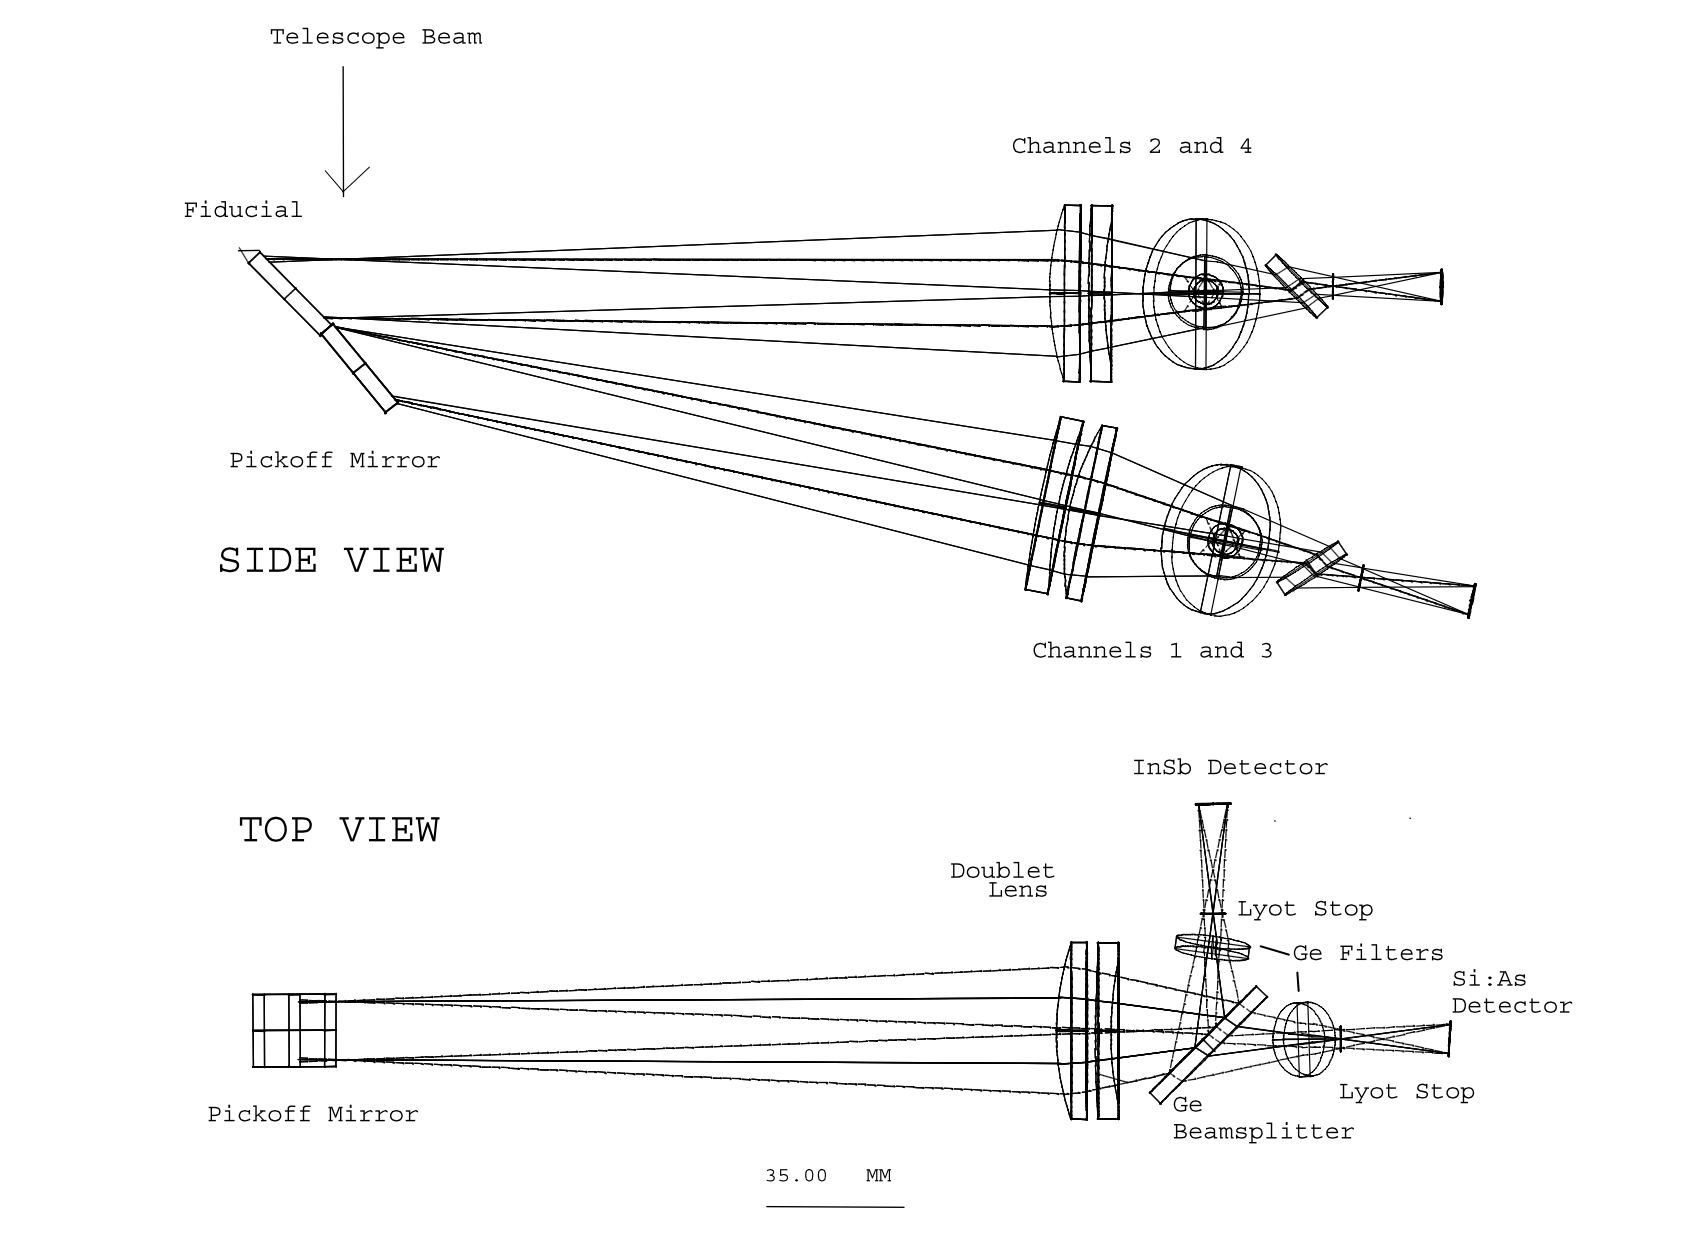 Telescope Beam
Channels 2 and 4
Fiducial
Pickoff Mirror
SIDE VIEW
Channels 1 and 3
InSb Detector
TOP VIEW
Doublet
Lens
Lyot Stop
Ge Filters
Si:As
Detector
Lyot Stop
Pickoff Mirror
Ge
Beamsplitter
35.00 MM